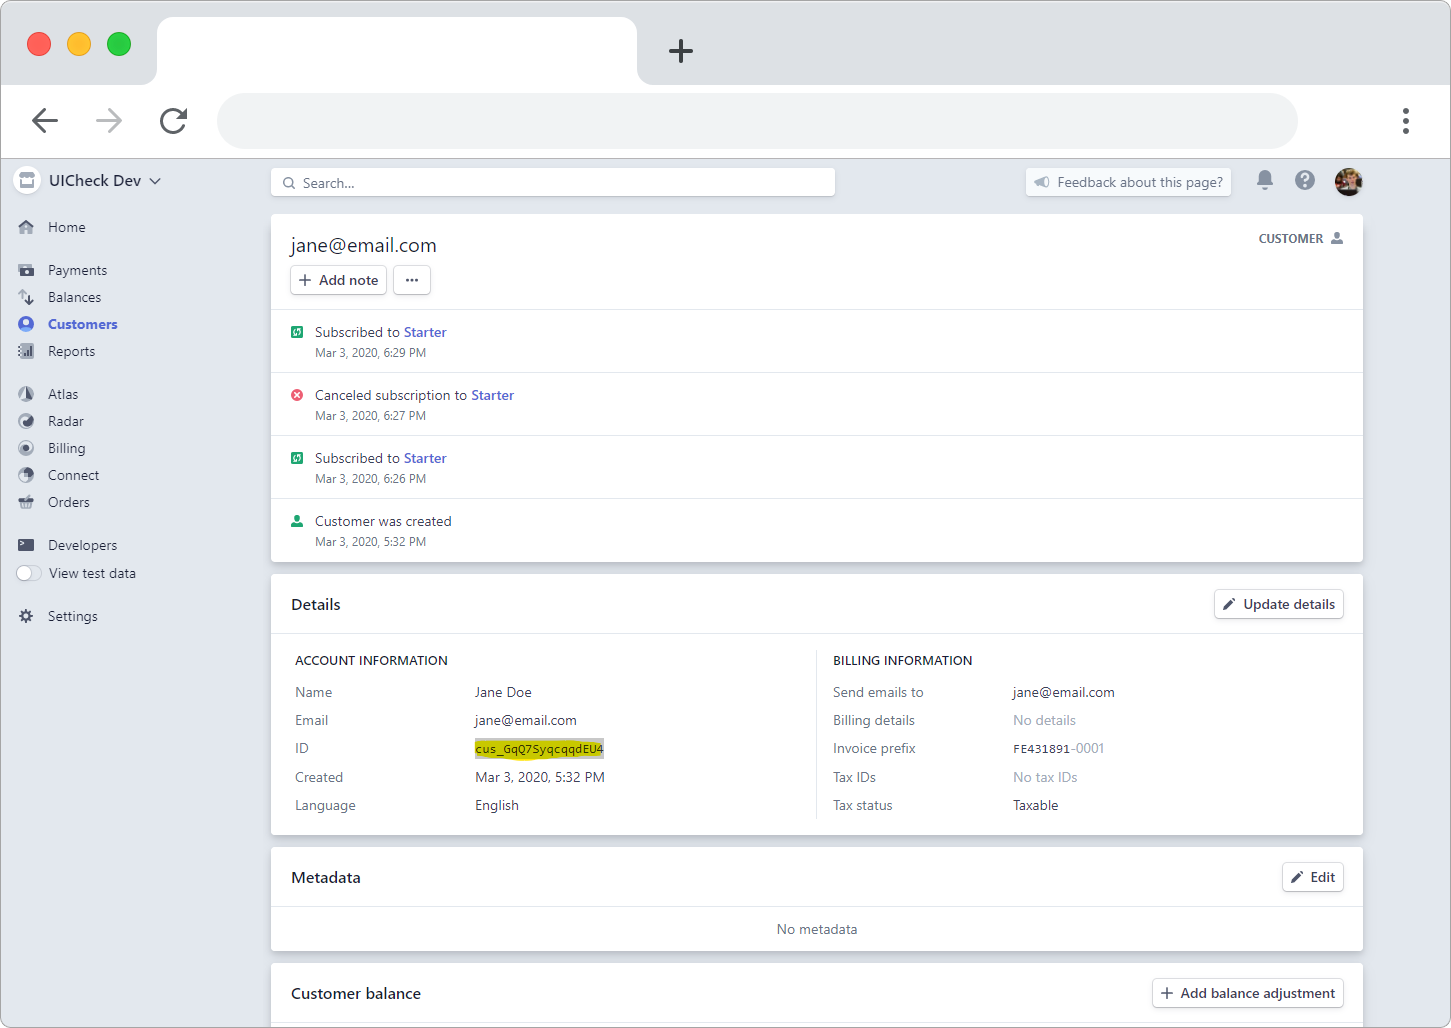 UICheck Dev
Search...
Feedback about this page?
Home
Payments
Balances
Customers
Reports
Atlas
Radar
Billing
Connect
Orders
Developers
View test data
Settings
jane@email.com
CUSTOMER
Add note
Subscribed to Starter
Mar 3, 2020, 6:29 PM
Canceled subscription to Starter
Mar 3, 2020, 6:27 PM
Subscribed to Starter
Mar 3, 2020, 6:26 PM
Customer was created
Mar 3, 2020, 5:32 PM
Details
Update details
ACCOUNT INFORMATION
Name Jane Doe
Email jane@email.com
ID cus_GqQ7SyqcqqdEU4
Created Mar 3, 2020, 5:32 PM
Language English
BILLING INFORMATION
Send emails to jane@email.com
Billing details No details
Invoice prefix FE431891-0001
Tax IDs No tax IDs
Tax status Taxable
Metadata
Edit
No metadata
Customer balance
Add balance adjustment